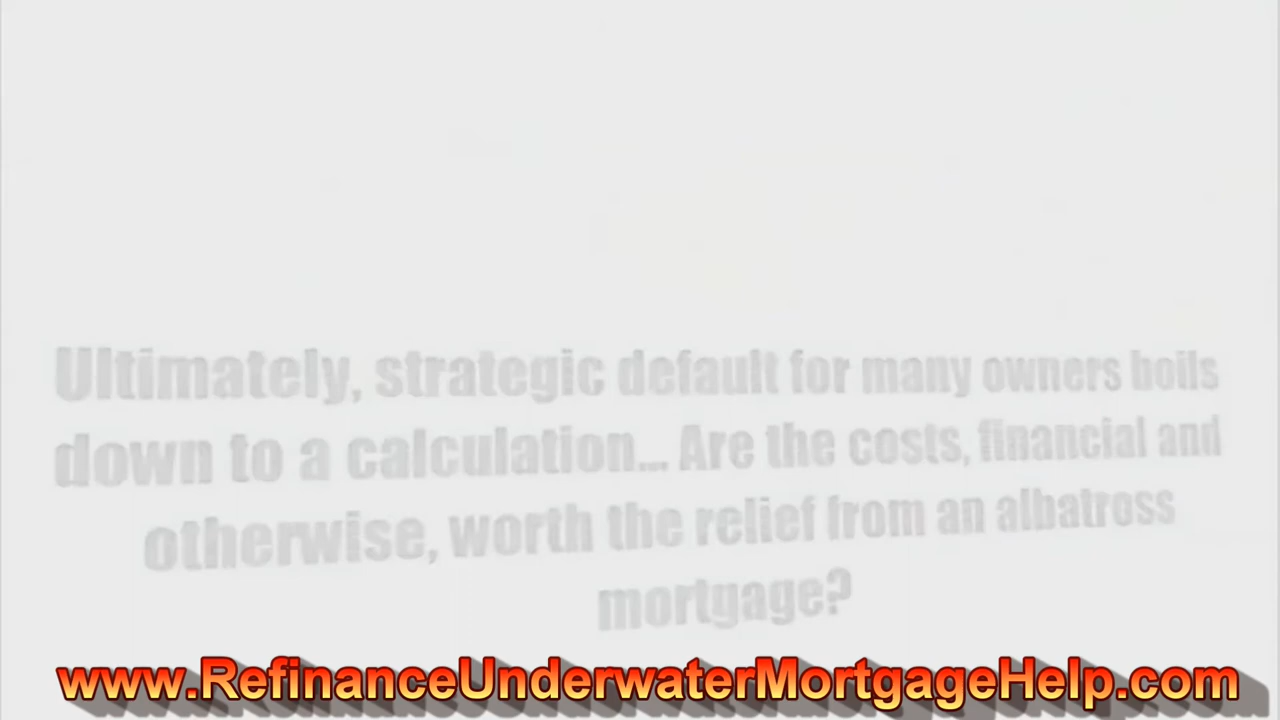 Ultimately, strategic default for many owners boils
down to a calculation... Are the costs, financial and
otherwise, worth the relief from an albatross
mortgage?
www.RefinanceUnderwaterMortgageHelp.com